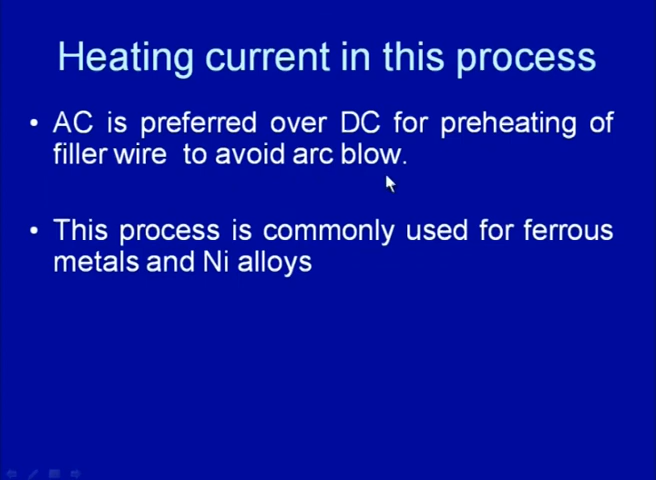 Heating current in this process
• AC is preferred over DC for preheating of
filler wire to avoid arc blow.
• This process is commonly used for ferrous
metals and Ni alloys